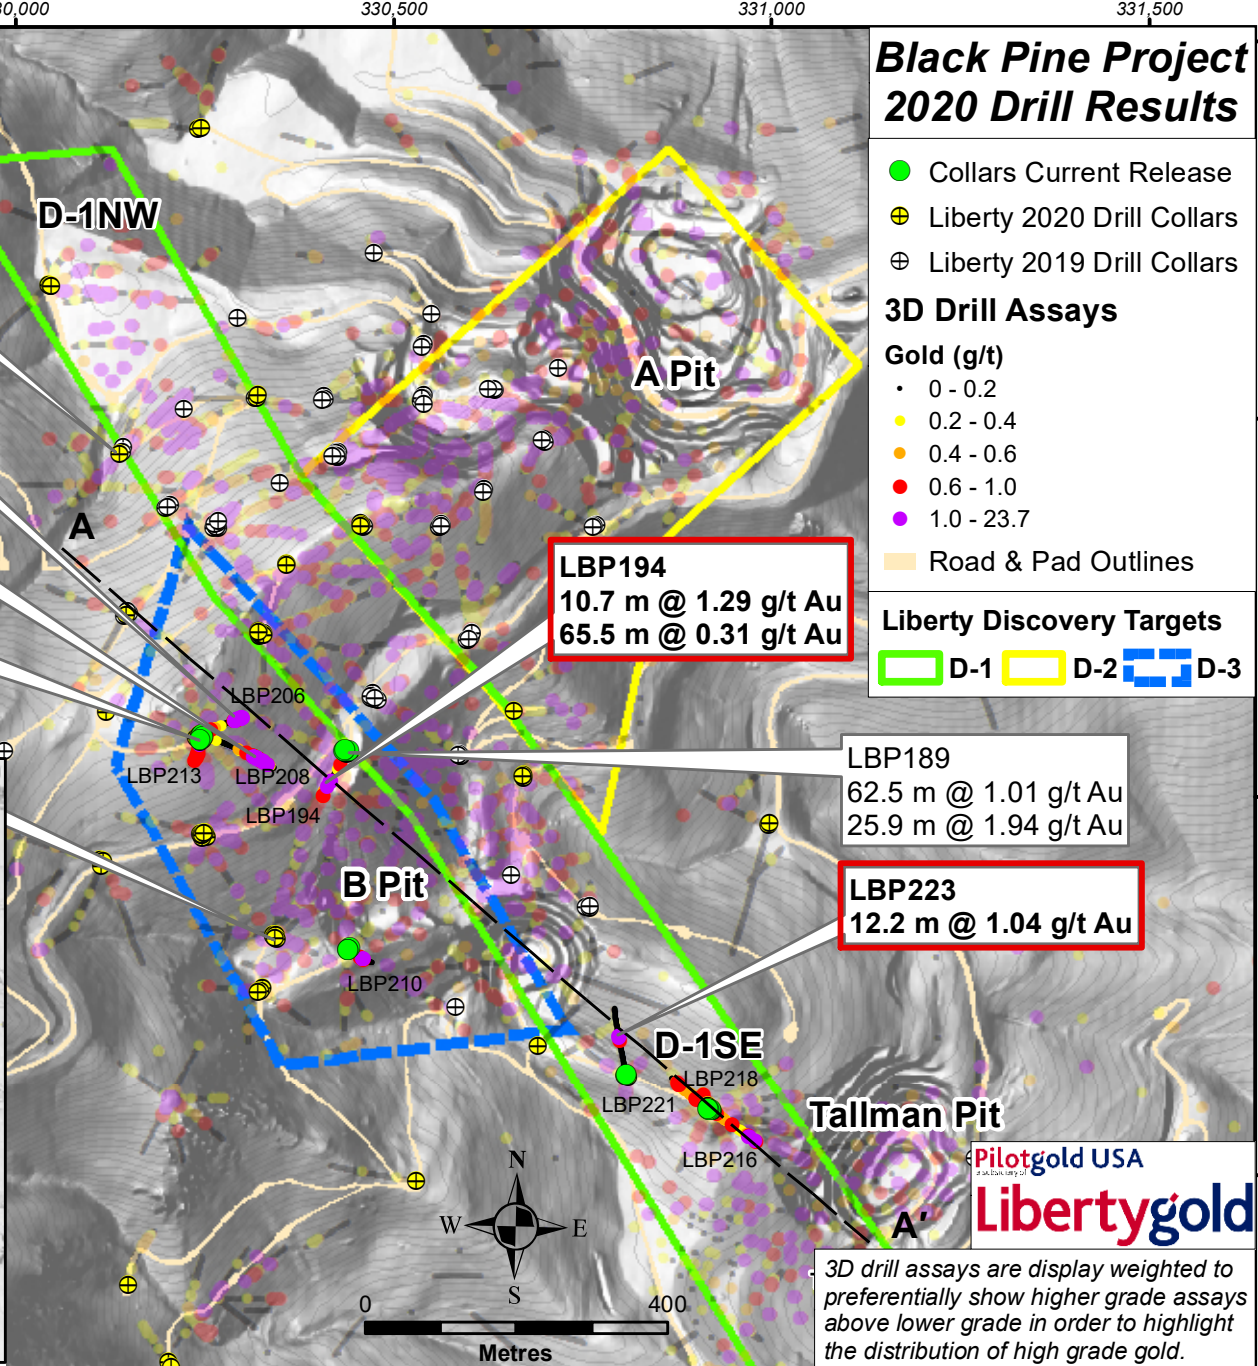 330,500
331,000
331,500
Black Pine Project
2020 Drill Results
Collars Current Release
Liberty 2020 Drill Collars
Liberty 2019 Drill Collars
3D Drill Assays
Gold (g/t)
0 - 0.2
0.2 - 0.4
0.4 - 0.6
0.6 - 1.0
1.0 - 23.7
Road & Pad Outlines
Liberty Discovery Targets
D-1
D-2
D-3
D-1NW
A Pit
A
LBP194
10.7 m @ 1.29 g/t Au
65.5 m @ 0.31 g/t Au
LBP206
LBP213
LBP208
LBP194
LBP189
62.5 m @ 1.01 g/t Au
25.9 m @ 1.94 g/t Au
B Pit
LBP223
12.2 m @ 1.04 g/t Au
LBP210
D-1SE
LBP218
LBP221
Tallman Pit
LBP216
A'
N
W
E
S
0
400
Metres
Pilotgold USA
a subsidiary of
Libertygold
3D drill assays are display weighted to
preferentially show higher grade assays
above lower grade in order to highlight
the distribution of high grade gold.